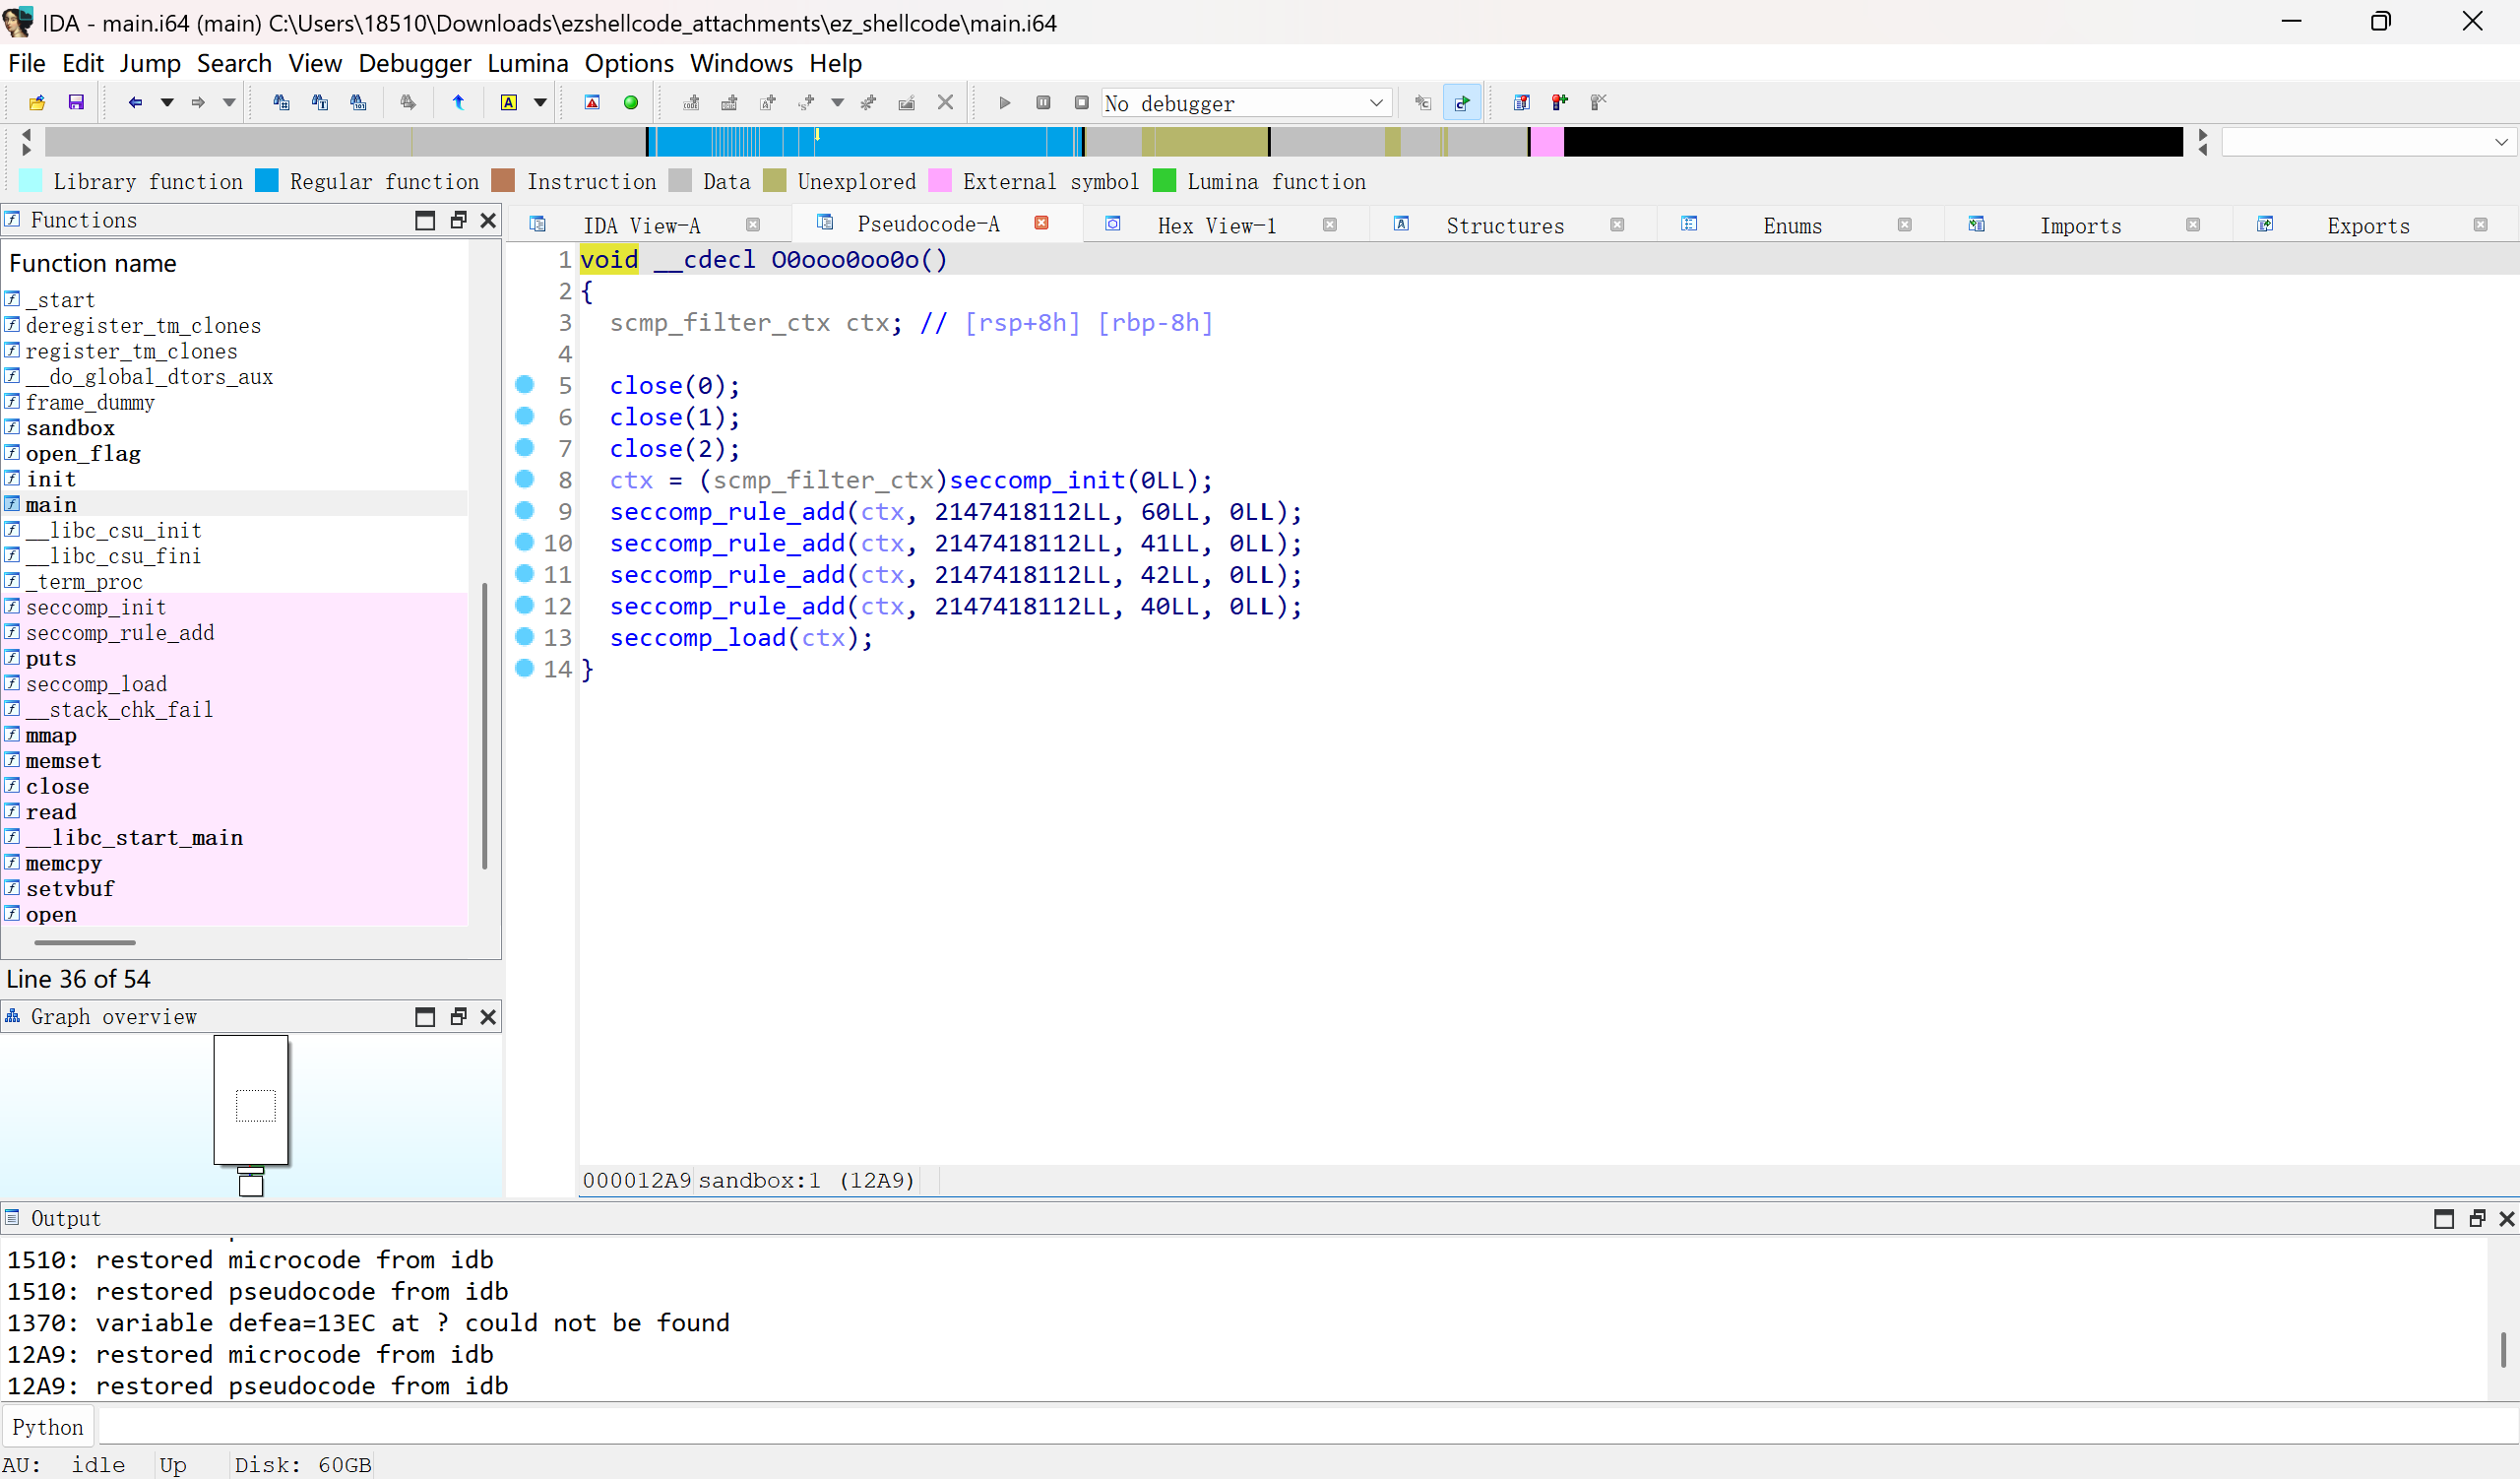 IDA - main.i64 (main) C:\Users\18510\Downloads\ezshellcode_attachments\ez_shellcode\main.i64
File Edit Jump Search View Debugger Lumina Options Windows Help
No debugger
Library function Regular function Instruction Data Unexplored External symbol Lumina function
Functions
Function name
_start
deregister_tm_clones
register_tm_clones
__do_global_dtors_aux
frame_dummy
sandbox
open_flag
init
main
__libc_csu_init
__libc_csu_fini
_term_proc
seccomp_init
seccomp_rule_add
puts
seccomp_load
__stack_chk_fail
mmap
memset
close
read
__libc_start_main
memcpy
setvbuf
open
Line 36 of 54
Graph overview
IDA View-A Pseudocode-A Hex View-1 Structures Enums Imports Exports
1 void __cdecl O0ooo0oo0o()
2 {
3   scmp_filter_ctx ctx; // [rsp+8h] [rbp-8h]
4
5   close(0);
6   close(1);
7   close(2);
8   ctx = (scmp_filter_ctx)seccomp_init(0LL);
9   seccomp_rule_add(ctx, 2147418112LL, 60LL, 0LL);
10   seccomp_rule_add(ctx, 2147418112LL, 41LL, 0LL);
11   seccomp_rule_add(ctx, 2147418112LL, 42LL, 0LL);
12   seccomp_rule_add(ctx, 2147418112LL, 40LL, 0LL);
13   seccomp_load(ctx);
14 }
000012A9 sandbox:1 (12A9)
Output
1510: restored microcode from idb
1510: restored pseudocode from idb
1370: variable defea=13EC at ? could not be found
12A9: restored microcode from idb
12A9: restored pseudocode from idb
Python
AU: idle Up Disk: 60GB